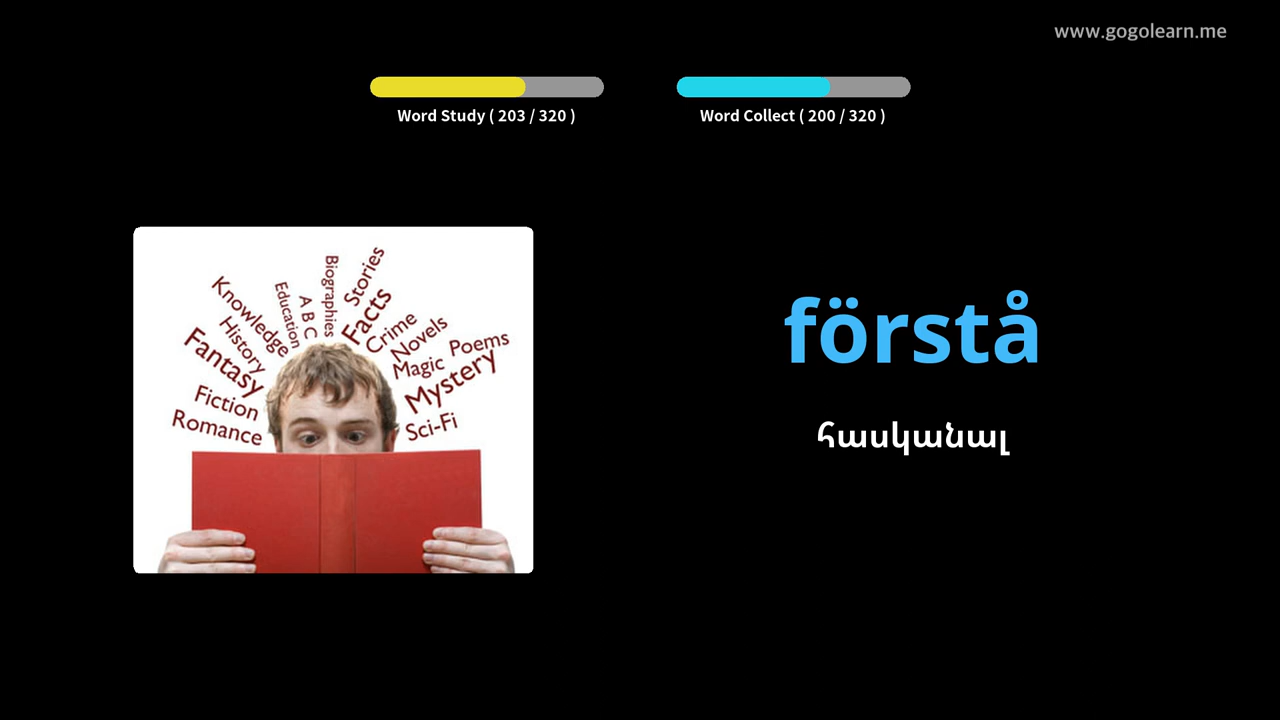 www.gogolearn.me
Word Study ( 203 / 320 )
Word Collect ( 200 / 320 )
Biographies
Stories
Education
A B C
Facts
Knowledge
Crime
History
Novels
Poems
Fantasy
Magic
Mystery
Fiction
Romance
Sci-Fi
förstå
հասկանալ